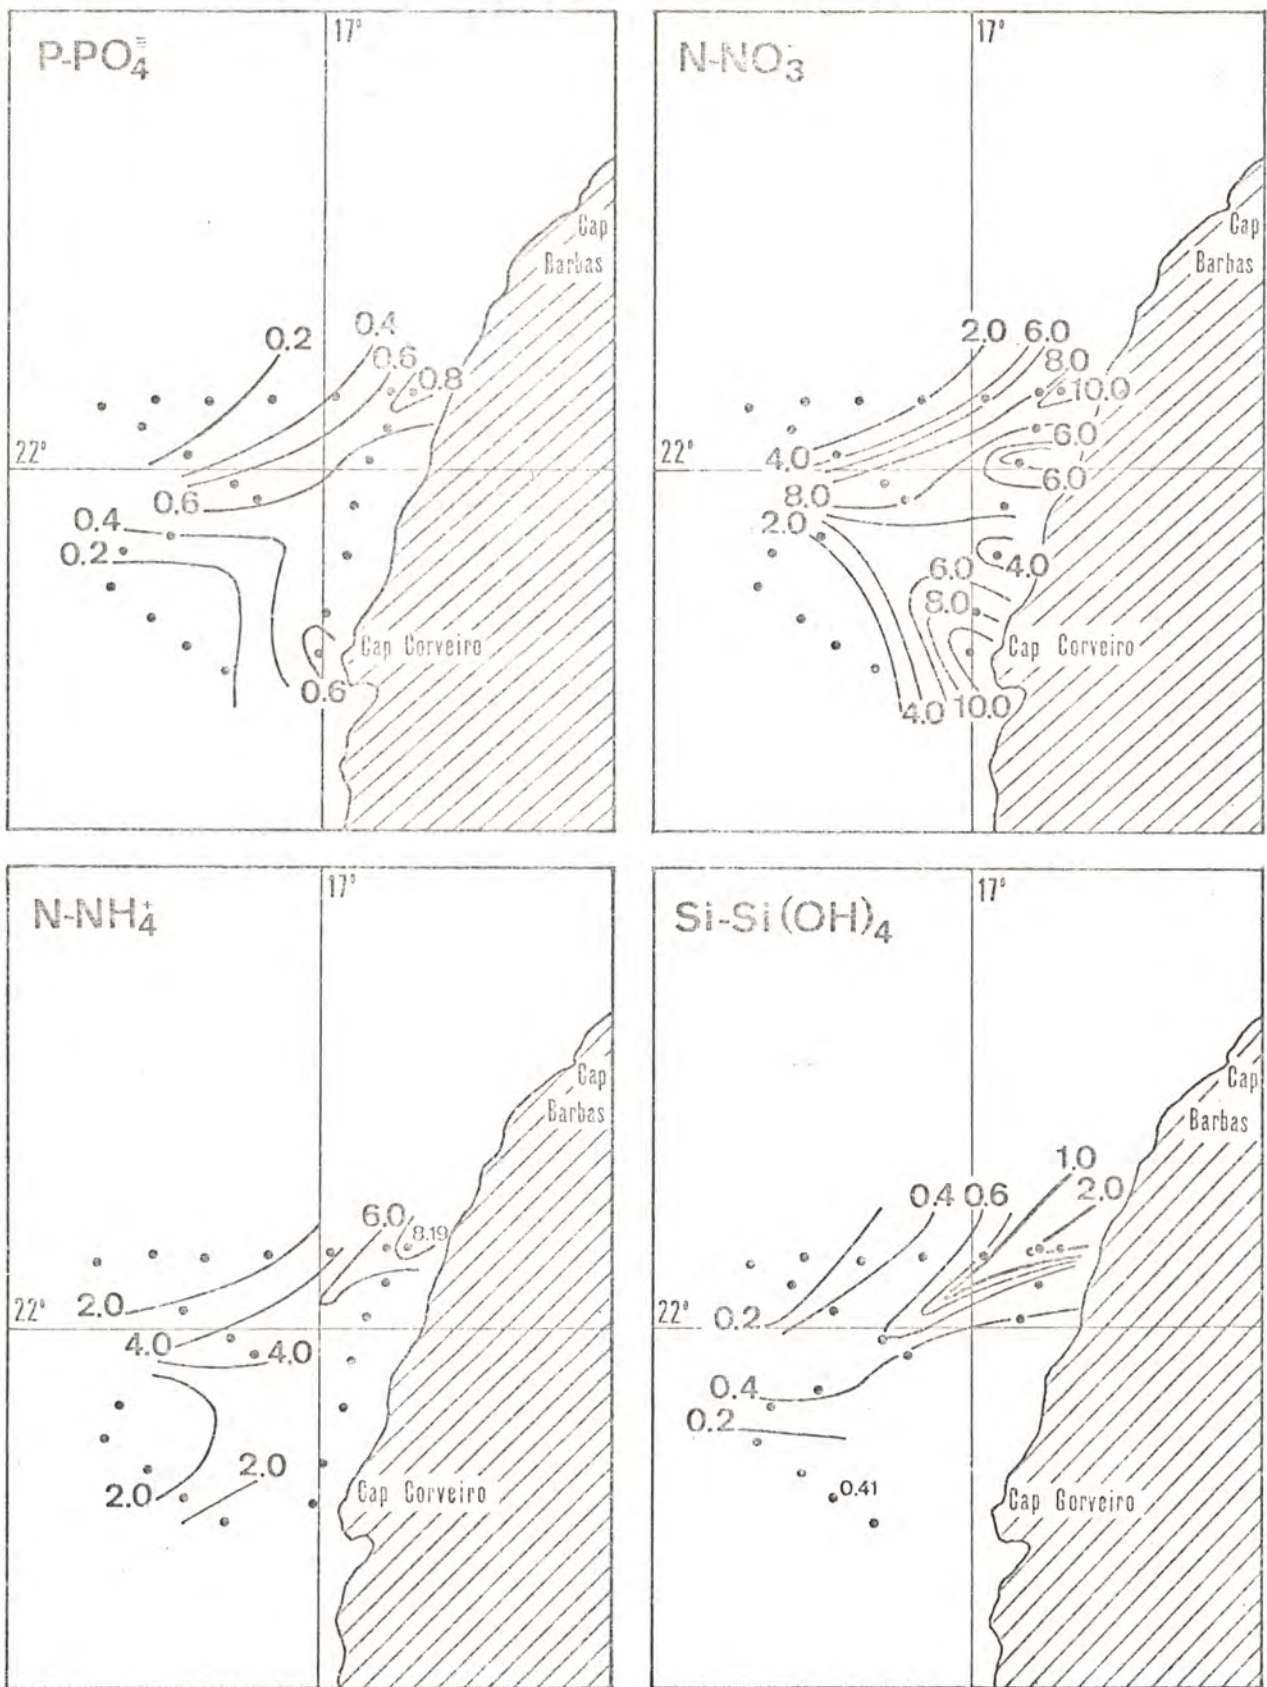 P-PO₄≡
17°
Cap
Barbas
0.2
0.4
0.6
0.8
22°
0.6
0.4
0.2
Cap Corveiro
0.6
N-NO₃⁻
17°
Cap
Barbas
2.0 6.0
8.0
10.0
6.0
22°
4.0
6.0
8.0
2.0
6.0
4.0
8.0
Cap Corveiro
4.0 10.0
N-NH₄⁺
17°
Cap
Barbas
6.0
8.19
2.0
22°
4.0
4.0
2.0
2.0
Cap Corveiro
Si-Si(OH)₄
17°
Cap
Barbas
1.0
0.4 0.6
2.0
0.2
22°
0.4
0.2
0.41
Cap Gorveiro